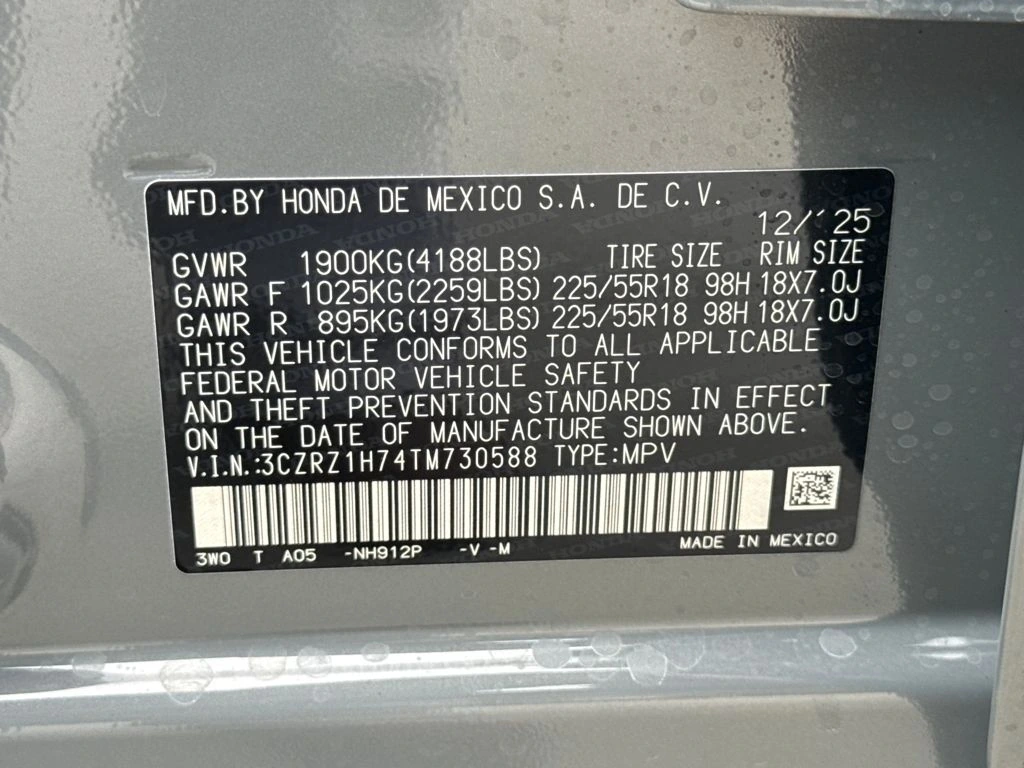 MFD.BY HONDA DE MEXICO S.A. DE C.V.
12/'25
GVWR 1900KG(4188LBS) TIRE SIZE RIM SIZE
GAWR F 1025KG(2259LBS) 225/55R18 98H 18X7.0J
GAWR R 895KG(1973LBS) 225/55R18 98H 18X7.0J
THIS VEHICLE CONFORMS TO ALL APPLICABLE
FEDERAL MOTOR VEHICLE SAFETY
AND THEFT PREVENTION STANDARDS IN EFFECT
ON THE DATE OF MANUFACTURE SHOWN ABOVE.
V.I.N.:3CZRZ1H74TM730588 TYPE:MPV
3W0 T A05 -NH912P -V -M MADE IN MEXICO